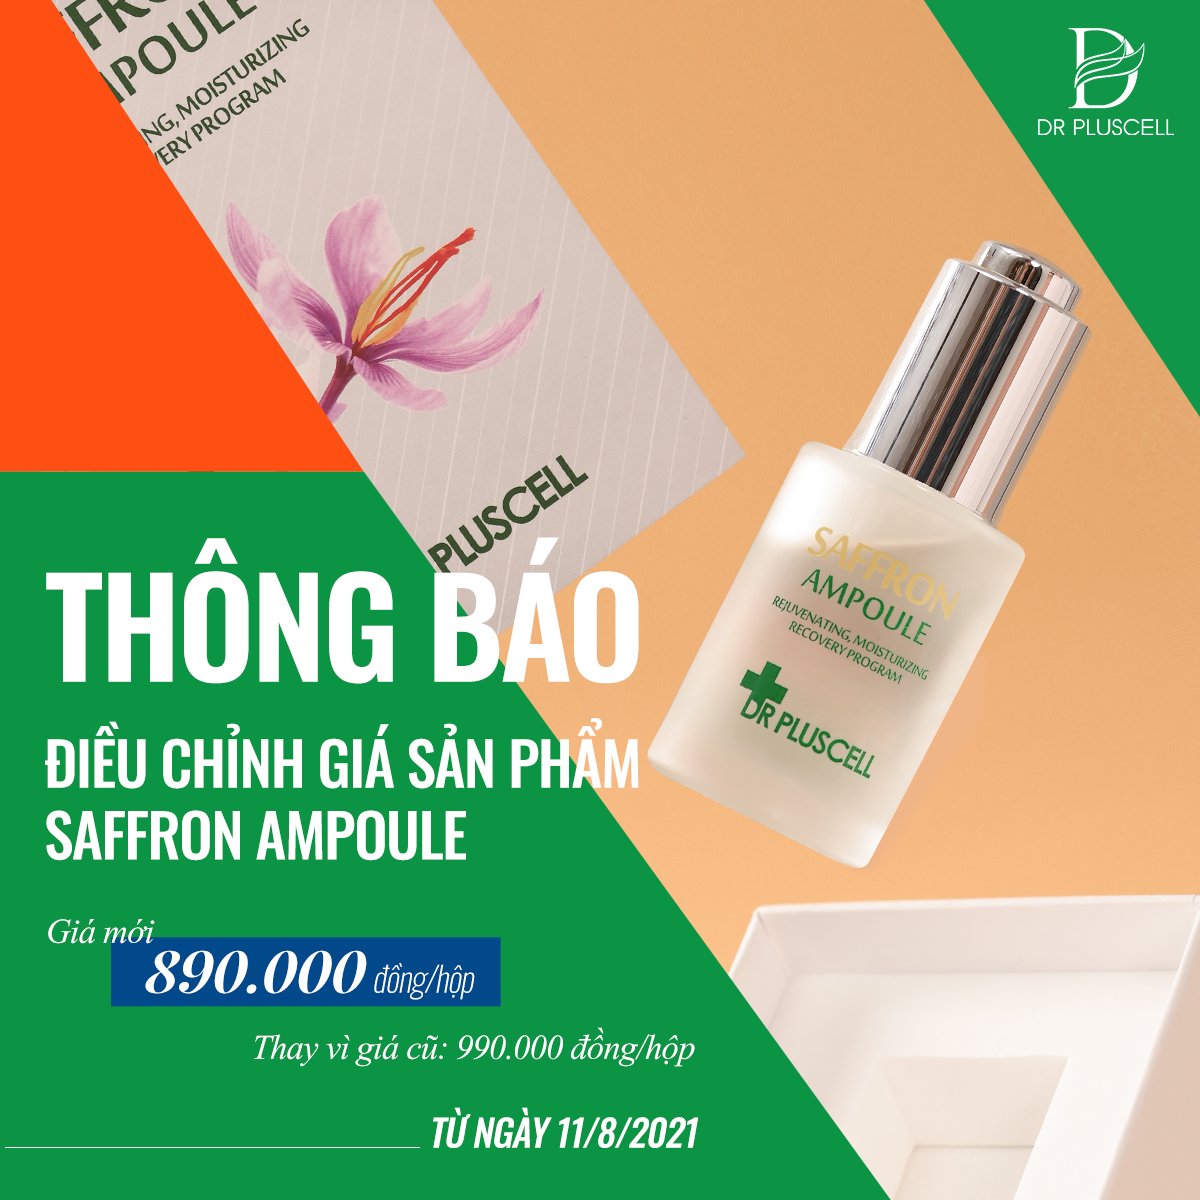 AMPOULE
MOISTURIZING
PROGRAM
PLUSCELL
DR PLUSCELL
SAFFRON
AMPOULE
REJUVENATING, MOISTURIZING
RECOVERY PROGRAM
DR PLUSCELL
THÔNG BÁO
ĐIỀU CHỈNH GIÁ SẢN PHẨM
SAFFRON AMPOULE
Giá mới
890.000 đồng/hộp
Thay vì giá cũ: 990.000 đồng/hộp
TỪ NGÀY 11/8/2021